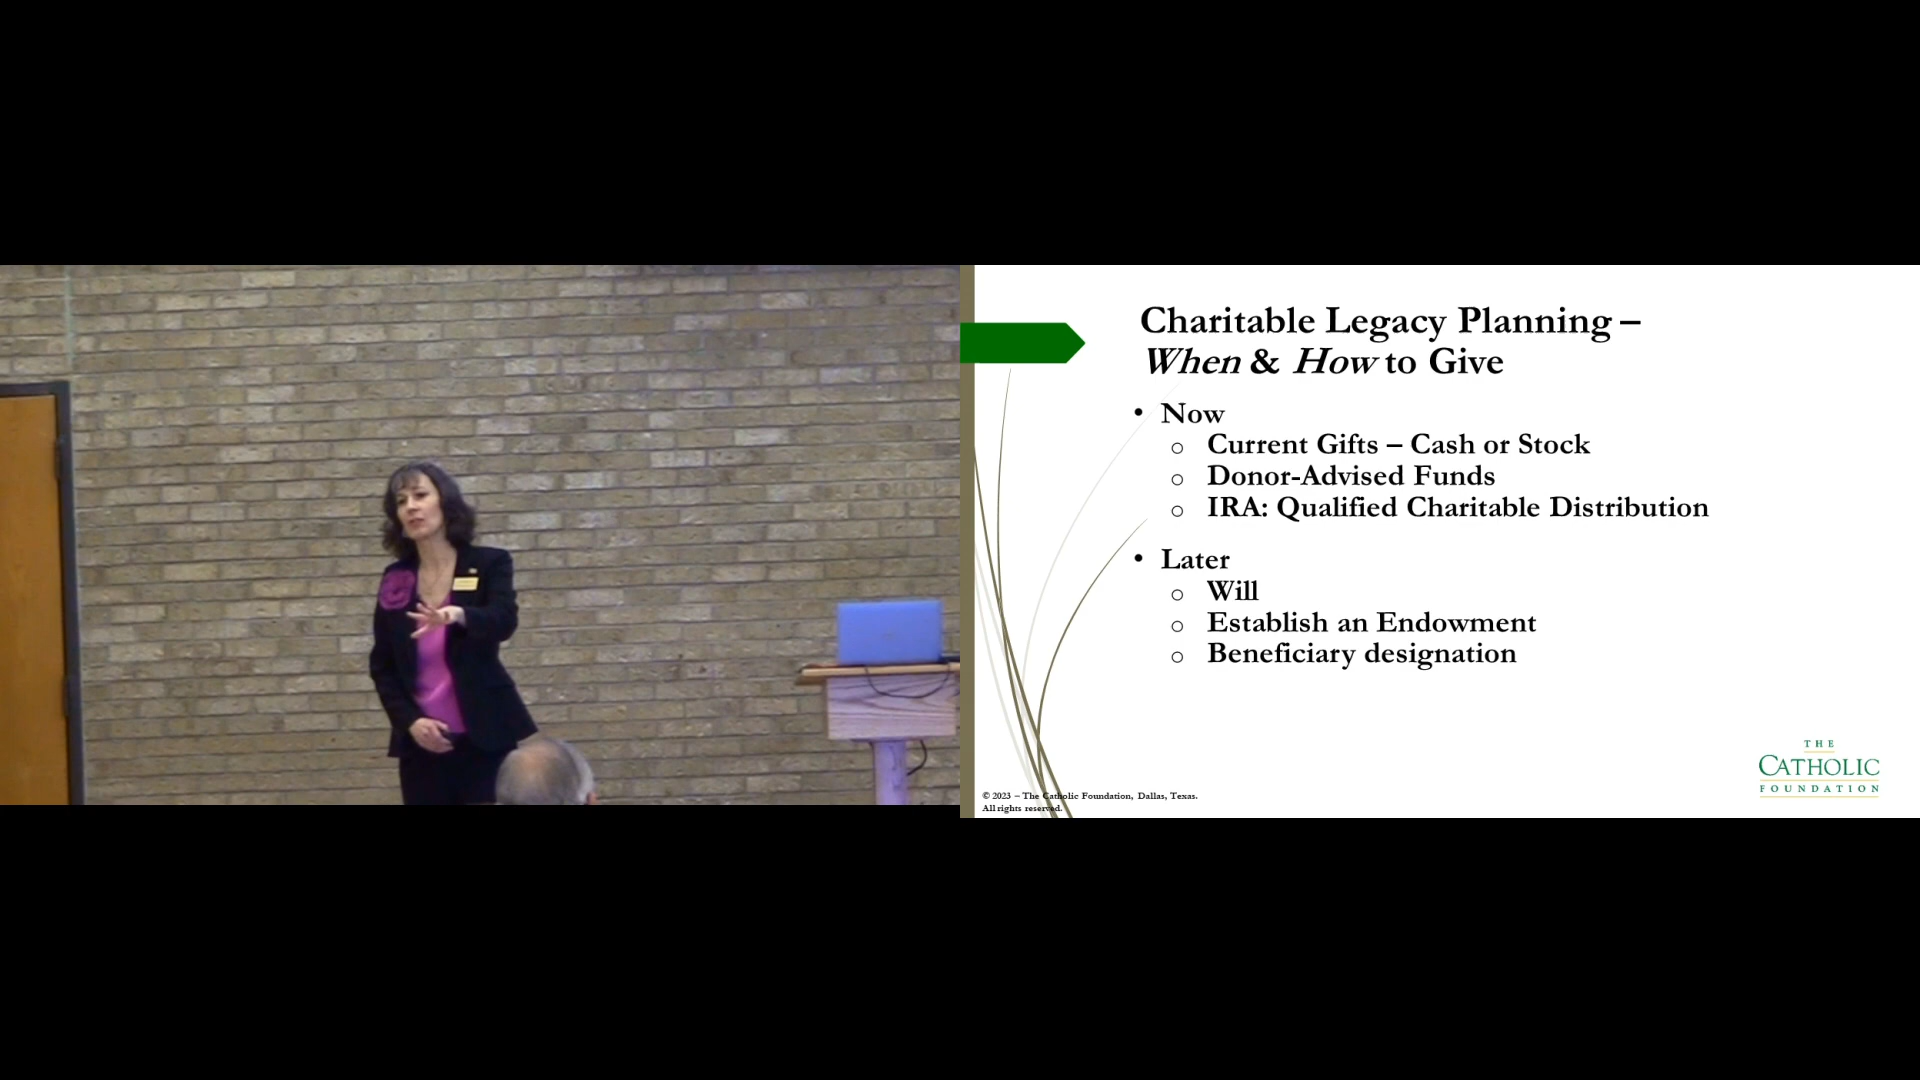 Charitable Legacy Planning –
When & How to Give
• Now
o Current Gifts – Cash or Stock
o Donor-Advised Funds
o IRA: Qualified Charitable Distribution
• Later
o Will
o Establish an Endowment
o Beneficiary designation
THE
CATHOLIC
FOUNDATION
© 2023 – The Catholic Foundation, Dallas, Texas.
All rights reserved.